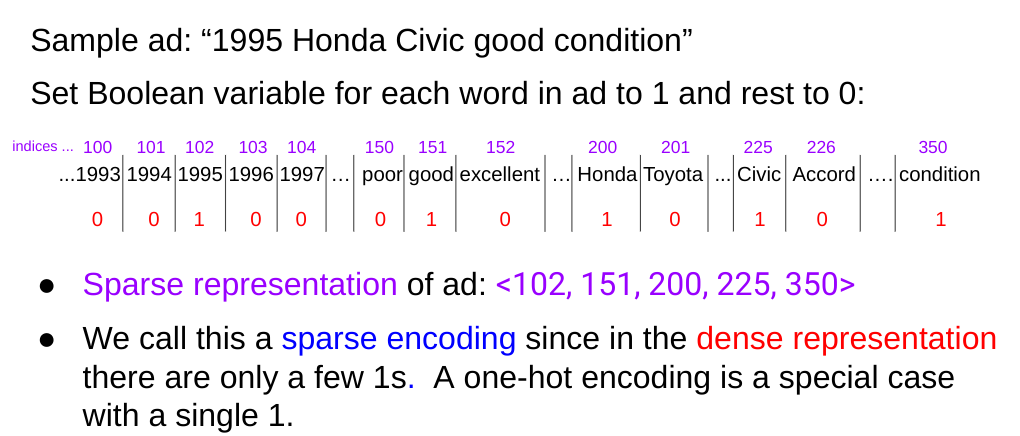 Sample ad: “1995 Honda Civic good condition”
Set Boolean variable for each word in ad to 1 and rest to 0:
indices ... 100 101 102 103 104 150 151 152 200 201 225 226 350
...1993 1994 1995 1996 1997 ... poor good excellent ... Honda Toyota ... Civic Accord .... condition
0 0 1 0 0 0 1 0 1 0 1 0 1
● Sparse representation of ad: <102, 151, 200, 225, 350>
● We call this a sparse encoding since in the dense representation
there are only a few 1s. A one-hot encoding is a special case
with a single 1.